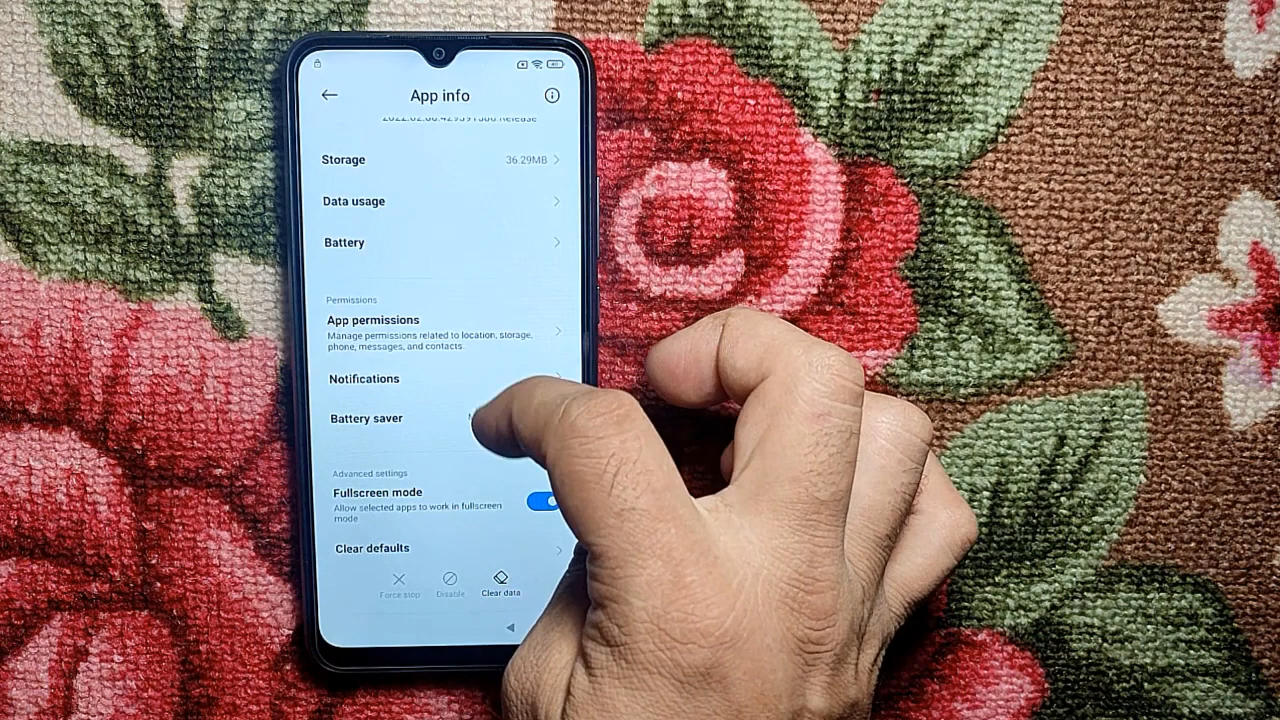 App info
Storage
36.29MB
Data usage
Battery
Permissions
App permissions
Manage permissions related to location, storage,
phone, messages, and contacts.
Notifications
Battery saver
Advanced settings
Fullscreen mode
Allow selected apps to work in fullscreen
mode
Clear defaults
Force stop
Disable
Clear data